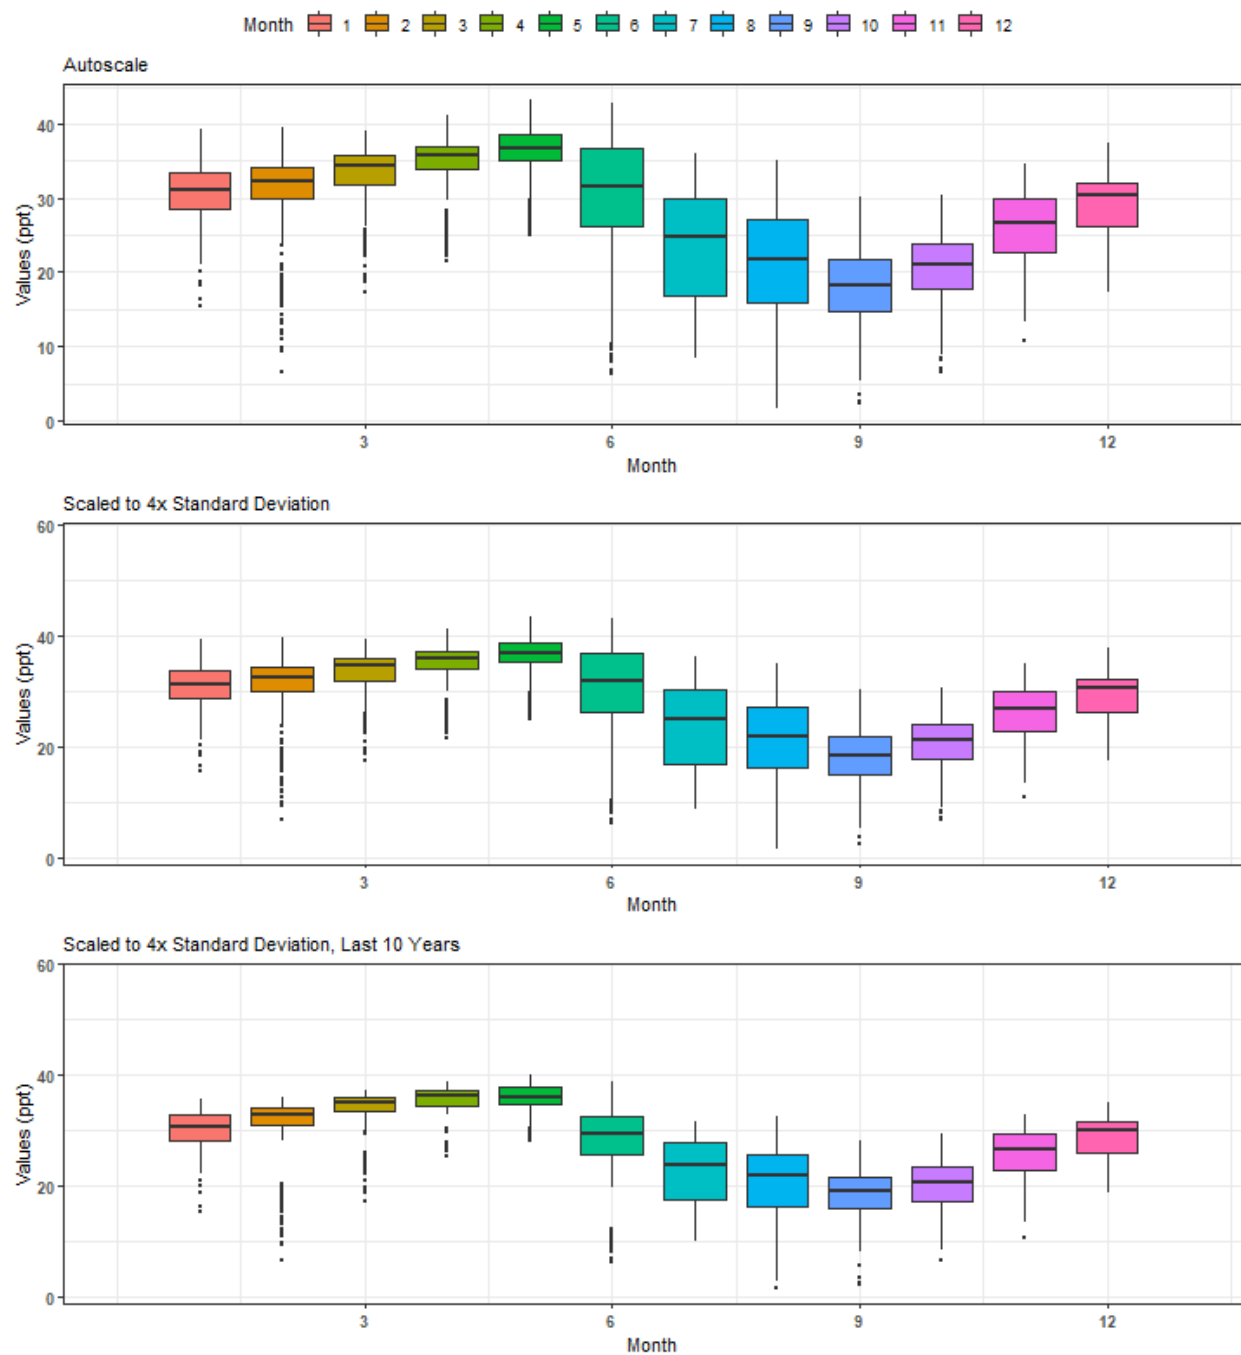 Month 1 2 3 4 5 6 7 8 9 10 11 12
Autoscale
Values (ppt)
40
30
20
10
0
3 6 9 12
Month
Scaled to 4x Standard Deviation
Values (ppt)
60
40
20
0
3 6 9 12
Month
Scaled to 4x Standard Deviation, Last 10 Years
Values (ppt)
60
40
20
0
3 6 9 12
Month